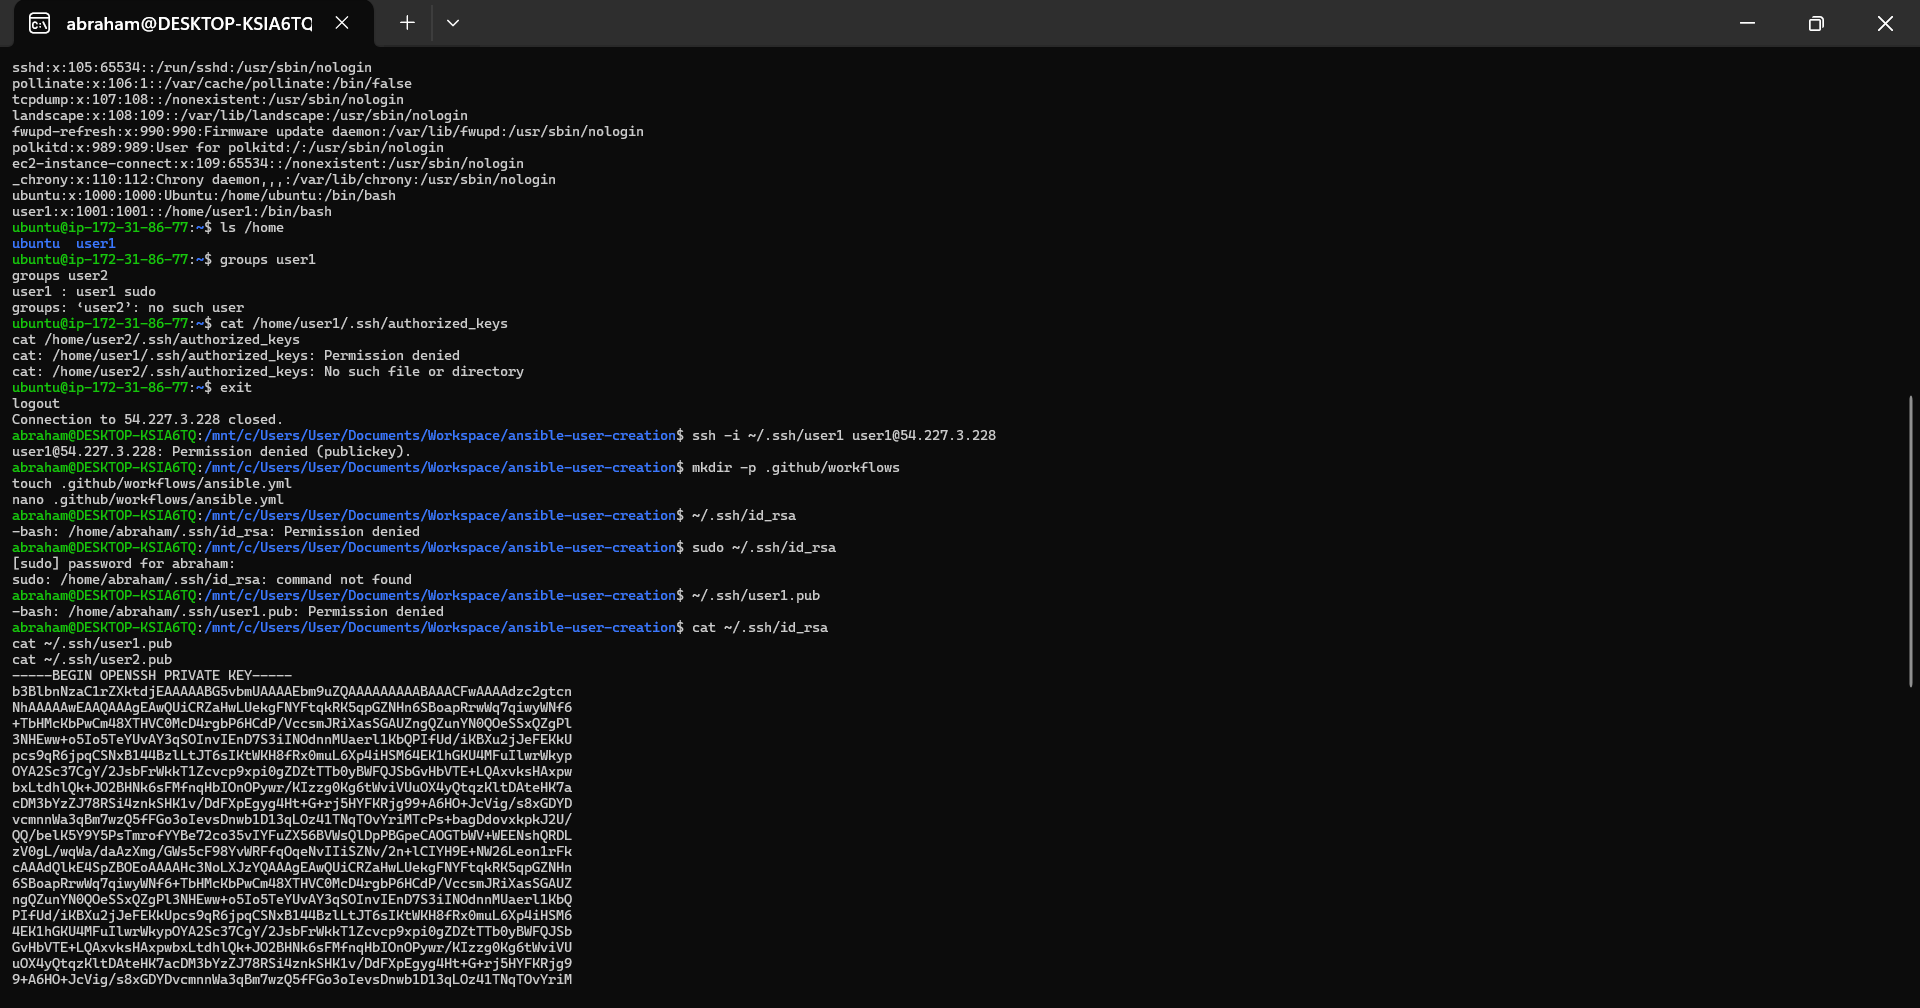 abraham@DESKTOP-KSIA6TQ
sshd:x:105:65534::/run/sshd:/usr/sbin/nologin
pollinate:x:106:1::/var/cache/pollinate:/bin/false
tcpdump:x:107:108::/nonexistent:/usr/sbin/nologin
landscape:x:108:109::/var/lib/landscape:/usr/sbin/nologin
fwupd-refresh:x:990:990:Firmware update daemon:/var/lib/fwupd:/usr/sbin/nologin
polkitd:x:989:989:User for polkitd:/:/usr/sbin/nologin
ec2-instance-connect:x:109:65534::/nonexistent:/usr/sbin/nologin
_chrony:x:110:112:Chrony daemon,,,:/var/lib/chrony:/usr/sbin/nologin
ubuntu:x:1000:1000:Ubuntu:/home/ubuntu:/bin/bash
user1:x:1001:1001::/home/user1:/bin/bash
ubuntu@ip-172-31-86-77:~$ ls /home
ubuntu  user1
ubuntu@ip-172-31-86-77:~$ groups user1
groups user2
user1 : user1 sudo
groups: ‘user2’: no such user
ubuntu@ip-172-31-86-77:~$ cat /home/user1/.ssh/authorized_keys
cat /home/user2/.ssh/authorized_keys
cat: /home/user1/.ssh/authorized_keys: Permission denied
cat: /home/user2/.ssh/authorized_keys: No such file or directory
ubuntu@ip-172-31-86-77:~$ exit
logout
Connection to 54.227.3.228 closed.
abraham@DESKTOP-KSIA6TQ:/mnt/c/Users/User/Documents/Workspace/ansible-user-creation$ ssh -i ~/.ssh/user1 user1@54.227.3.228
user1@54.227.3.228: Permission denied (publickey).
abraham@DESKTOP-KSIA6TQ:/mnt/c/Users/User/Documents/Workspace/ansible-user-creation$ mkdir -p .github/workflows
touch .github/workflows/ansible.yml
nano .github/workflows/ansible.yml
abraham@DESKTOP-KSIA6TQ:/mnt/c/Users/User/Documents/Workspace/ansible-user-creation$ ~/.ssh/id_rsa
-bash: /home/abraham/.ssh/id_rsa: Permission denied
abraham@DESKTOP-KSIA6TQ:/mnt/c/Users/User/Documents/Workspace/ansible-user-creation$ sudo ~/.ssh/id_rsa
[sudo] password for abraham:
sudo: /home/abraham/.ssh/id_rsa: command not found
abraham@DESKTOP-KSIA6TQ:/mnt/c/Users/User/Documents/Workspace/ansible-user-creation$ ~/.ssh/user1.pub
-bash: /home/abraham/.ssh/user1.pub: Permission denied
abraham@DESKTOP-KSIA6TQ:/mnt/c/Users/User/Documents/Workspace/ansible-user-creation$ cat ~/.ssh/id_rsa
cat ~/.ssh/user1.pub
cat ~/.ssh/user2.pub
-----BEGIN OPENSSH PRIVATE KEY-----
b3BlbnNzaC1rZXktdjEAAAAABG5vbmUAAAAEbm9uZQAAAAAAAAABAAACFwAAAAdzc2gtcn
NhAAAAAwEAAQAAAgEAwQUiCRZaHwLUekgFNYFtqkRK5qpGZNHn6SBoapRrwWq7qiwyWNf6
+TbHMcKbPwCm48XTHVC0McD4rgbP6HCdP/VccsmJRiXasSGAUZngQZunYN0QOeSSxQZgPl
3NHEww+o5Io5TeYUvAY3qSOInvIEnD7S3iINOdnnMUaerl1KbQPIfUd/iKBXu2jJeFEKkU
pcs9qR6jpqCSNxB144BzlLtJT6sIKtWKH8fRx0muL6Xp4iHSM64EK1hGKU4MFuIlwrWkyp
OYA2Sc37CgY/2JsbFrWkkT1Zcvcp9xpi0gZDZtTTb0yBWFQJSbGvHbVTE+LQAxvksHAxpw
bxLtdhlQk+JO2BHNk6sFMfnqHbIOnOPywr/KIzzg0Kg6tWviVUuOX4yQtqzKltDAteHK7a
cDM3bYzZJ78RSi4znkSHK1v/DdFXpEgyg4Ht+G+rj5HYFKRjg99+A6HO+JcVig/s8xGDYD
vcmnnWa3qBm7wzQ5fFGo3oIevsDnwb1D13qLOz41TNqTOvYriMTcPs+bagDdovxkpkJ2U/
QQ/belK5Y9Y5PsTmrofYYBe72co35vIYFuZX56BVWsQlDpPBGpeCAOGTbWV+WEENshQRDL
zV0gL/wqWa/daAzXmg/GWs5cF98YvWRFfqOqeNvIIiSZNv/2n+lCIYH9E+NW26Leon1rFk
cAAAdQlkE4SpZBOEoAAAAHc3NoLXJzYQAAAgEAwQUiCRZaHwLUekgFNYFtqkRK5qpGZNHn
6SBoapRrwWq7qiwyWNf6+TbHMcKbPwCm48XTHVC0McD4rgbP6HCdP/VccsmJRiXasSGAUZ
ngQZunYN0QOeSSxQZgPl3NHEww+o5Io5TeYUvAY3qSOInvIEnD7S3iINOdnnMUaerl1KbQ
PIfUd/iKBXu2jJeFEKkUpcs9qR6jpqCSNxB144BzlLtJT6sIKtWKH8fRx0muL6Xp4iHSM6
4EK1hGKU4MFuIlwrWkypOYA2Sc37CgY/2JsbFrWkkT1Zcvcp9xpi0gZDZtTTb0yBWFQJSb
GvHbVTE+LQAxvksHAxpwbxLtdhlQk+JO2BHNk6sFMfnqHbIOnOPywr/KIzzg0Kg6tWviVU
uOX4yQtqzKltDAteHK7acDM3bYzZJ78RSi4znkSHK1v/DdFXpEgyg4Ht+G+rj5HYFKRjg9
9+A6HO+JcVig/s8xGDYDvcmnnWa3qBm7wzQ5fFGo3oIevsDnwb1D13qLOz41TNqTOvYriM